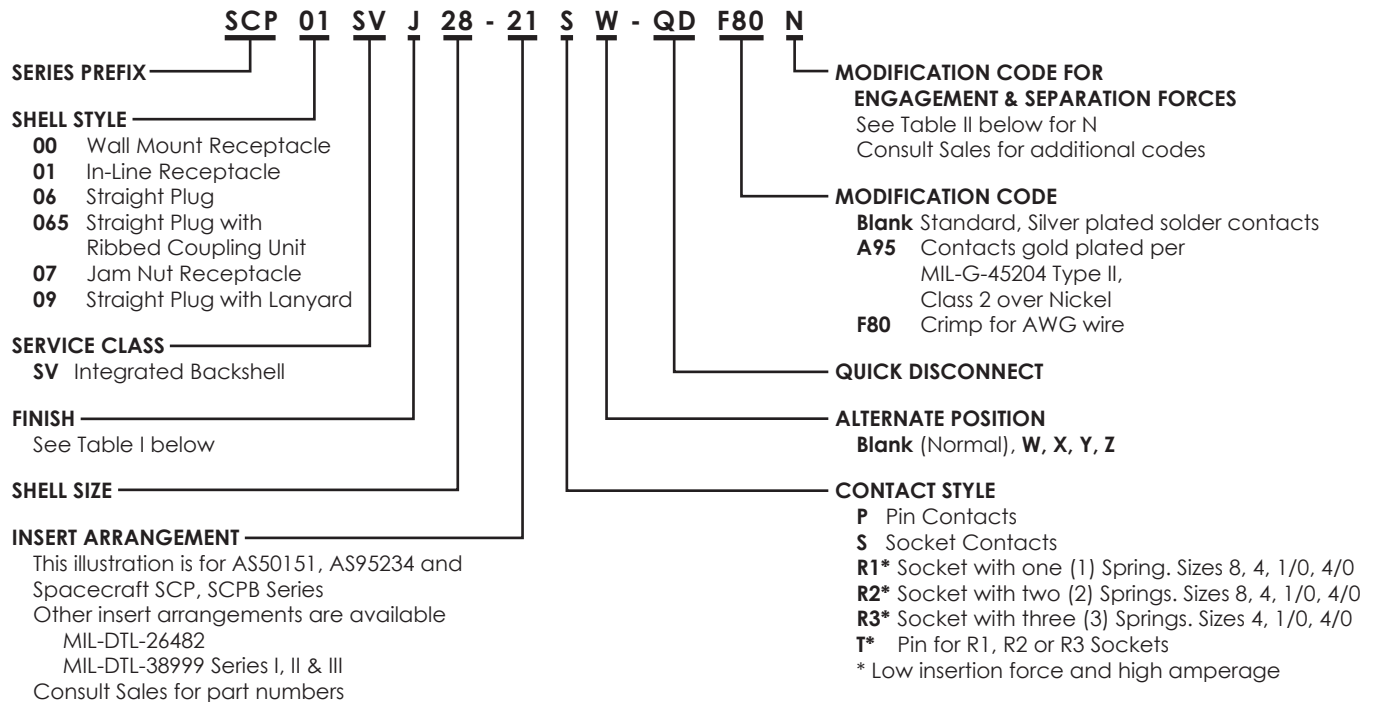 SCP 01 SV J 28 - 21 S W - QD F80 N
SERIES PREFIX
SHELL STYLE
00 Wall Mount Receptacle
01 In-Line Receptacle
06 Straight Plug
065 Straight Plug with
Ribbed Coupling Unit
07 Jam Nut Receptacle
09 Straight Plug with Lanyard
SERVICE CLASS
SV Integrated Backshell
FINISH
See Table I below
SHELL SIZE
INSERT ARRANGEMENT
This illustration is for AS50151, AS95234 and
Spacecraft SCP, SCPB Series
Other insert arrangements are available
MIL-DTL-26482
MIL-DTL-38999 Series I, II & III
Consult Sales for part numbers
MODIFICATION CODE FOR
ENGAGEMENT & SEPARATION FORCES
See Table II below for N
Consult Sales for additional codes
MODIFICATION CODE
Blank Standard, Silver plated solder contacts
A95 Contacts gold plated per
MIL-G-45204 Type II,
Class 2 over Nickel
F80 Crimp for AWG wire
QUICK DISCONNECT
ALTERNATE POSITION
Blank (Normal), W, X, Y, Z
CONTACT STYLE
P Pin Contacts
S Socket Contacts
R1* Socket with one (1) Spring. Sizes 8, 4, 1/0, 4/0
R2* Socket with two (2) Springs. Sizes 8, 4, 1/0, 4/0
R3* Socket with three (3) Springs. Sizes 4, 1/0, 4/0
T* Pin for R1, R2 or R3 Sockets
* Low insertion force and high amperage